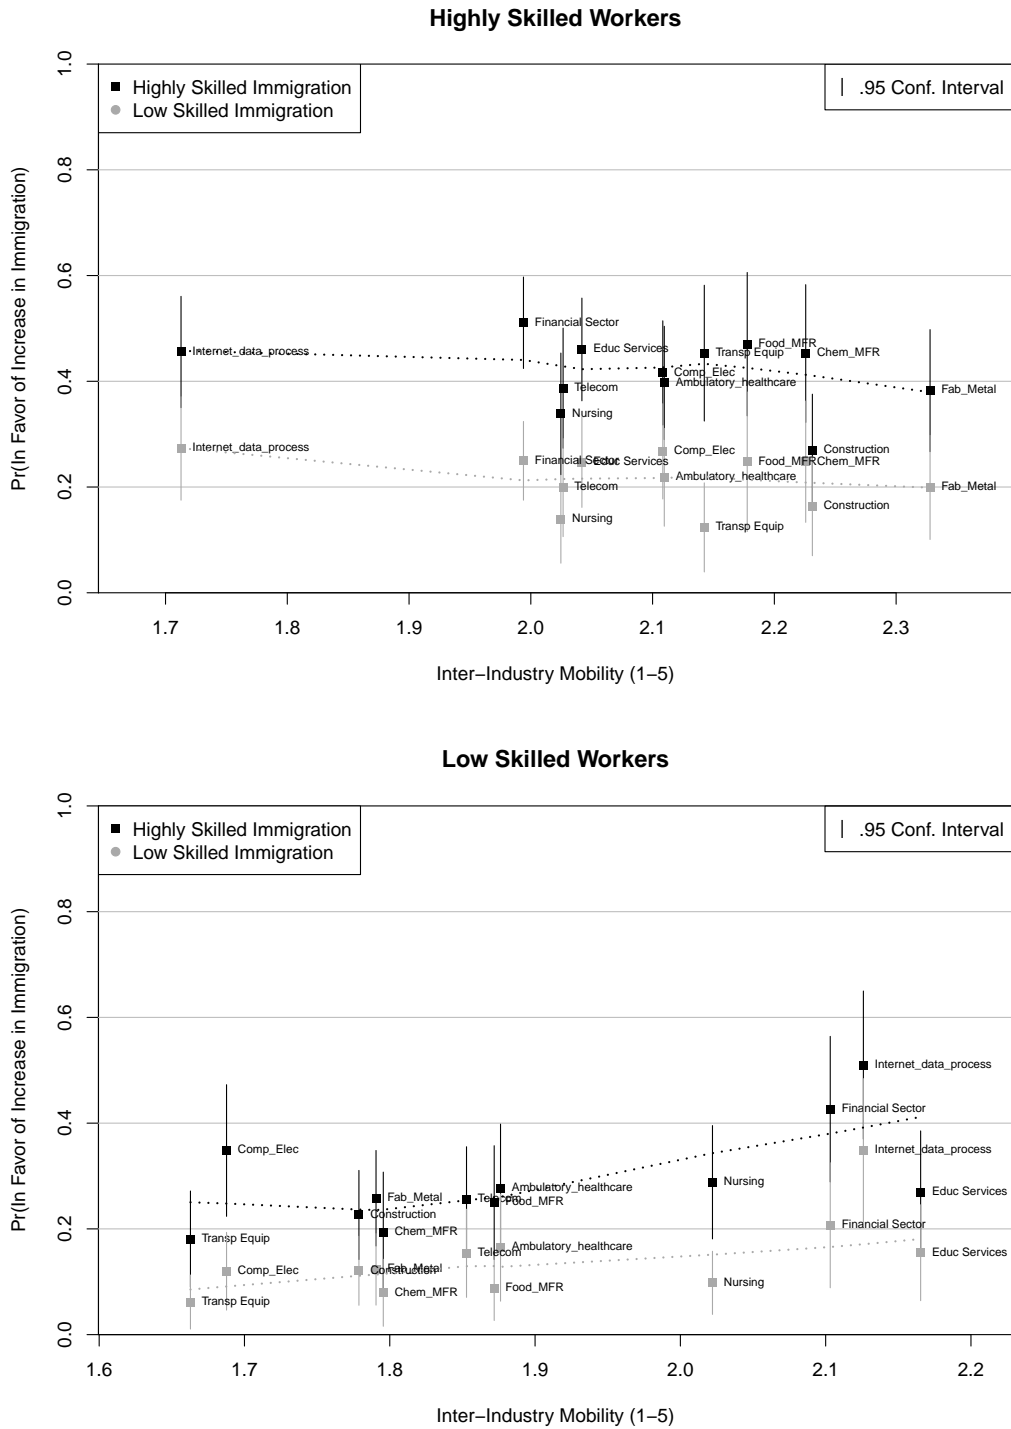 Highly Skilled Workers
Pr(In Favor of Increase in Immigration)
1.0
0.8
0.6
0.4
0.2
0.0
Highly Skilled Immigration
Low Skilled Immigration
.95 Conf. Interval
Internet_data_process
Financial Sector
Educ Services
Telecom
Nursing
Comp_Elec
Ambulatory_healthcare
Transp Equip
Food_MFR
Chem_MFR
Construction
Fab_Metal
Internet_data_process
Financial Sector
Educ Services
Telecom
Nursing
Comp_Elec
Ambulatory_healthcare
Transp Equip
Food_MFR
Chem_MFR
Construction
Fab_Metal
1.7 1.8 1.9 2.0 2.1 2.2 2.3
Inter−Industry Mobility (1−5)
Low Skilled Workers
Pr(In Favor of Increase in Immigration)
1.0
0.8
0.6
0.4
0.2
0.0
Highly Skilled Immigration
Low Skilled Immigration
.95 Conf. Interval
Transp Equip
Comp_Elec
Construction
Fab_Metal
Chem_MFR
Telecom
Food_MFR
Ambulatory_healthcare
Nursing
Financial Sector
Internet_data_process
Educ Services
Transp Equip
Comp_Elec
Construction
Fab_Metal
Chem_MFR
Telecom
Food_MFR
Ambulatory_healthcare
Nursing
Financial Sector
Internet_data_process
Educ Services
1.6 1.7 1.8 1.9 2.0 2.1 2.2
Inter−Industry Mobility (1−5)